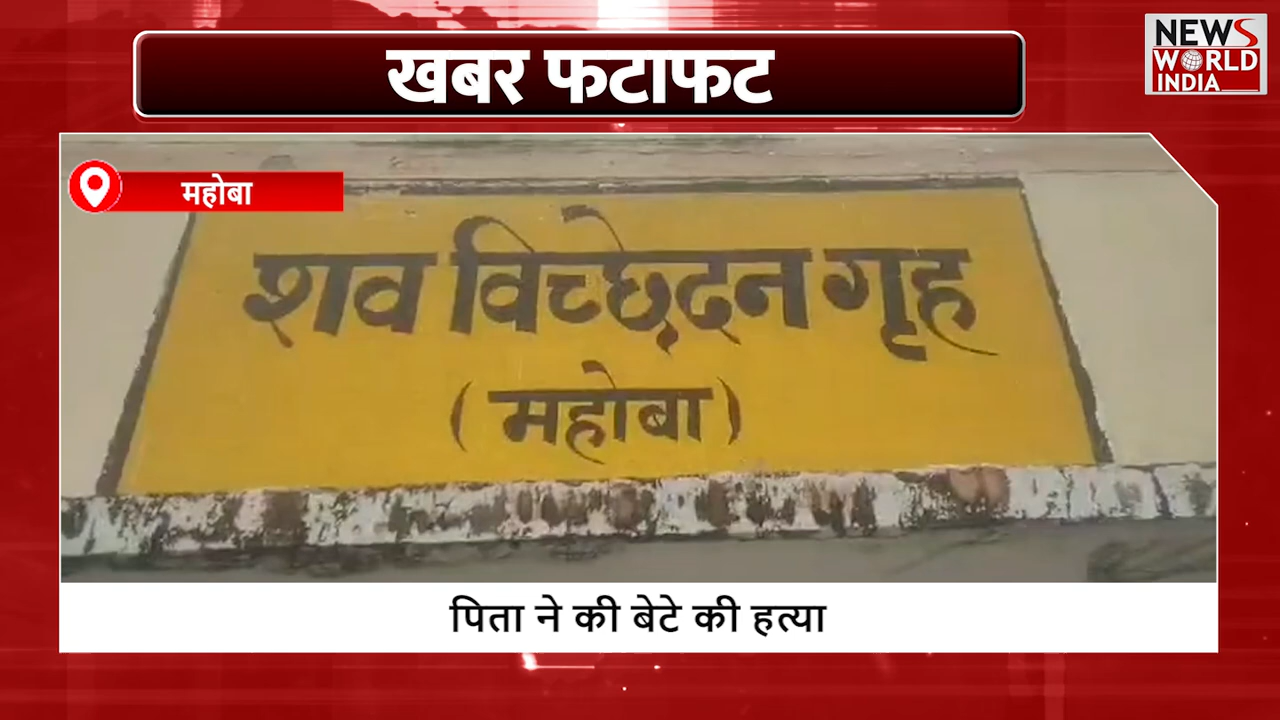 खबर फटाफट
NEWS
WORLD
INDIA
महोबा
शव विच्छेदन गृह
(महोबा)
पिता ने की बेटे की हत्या